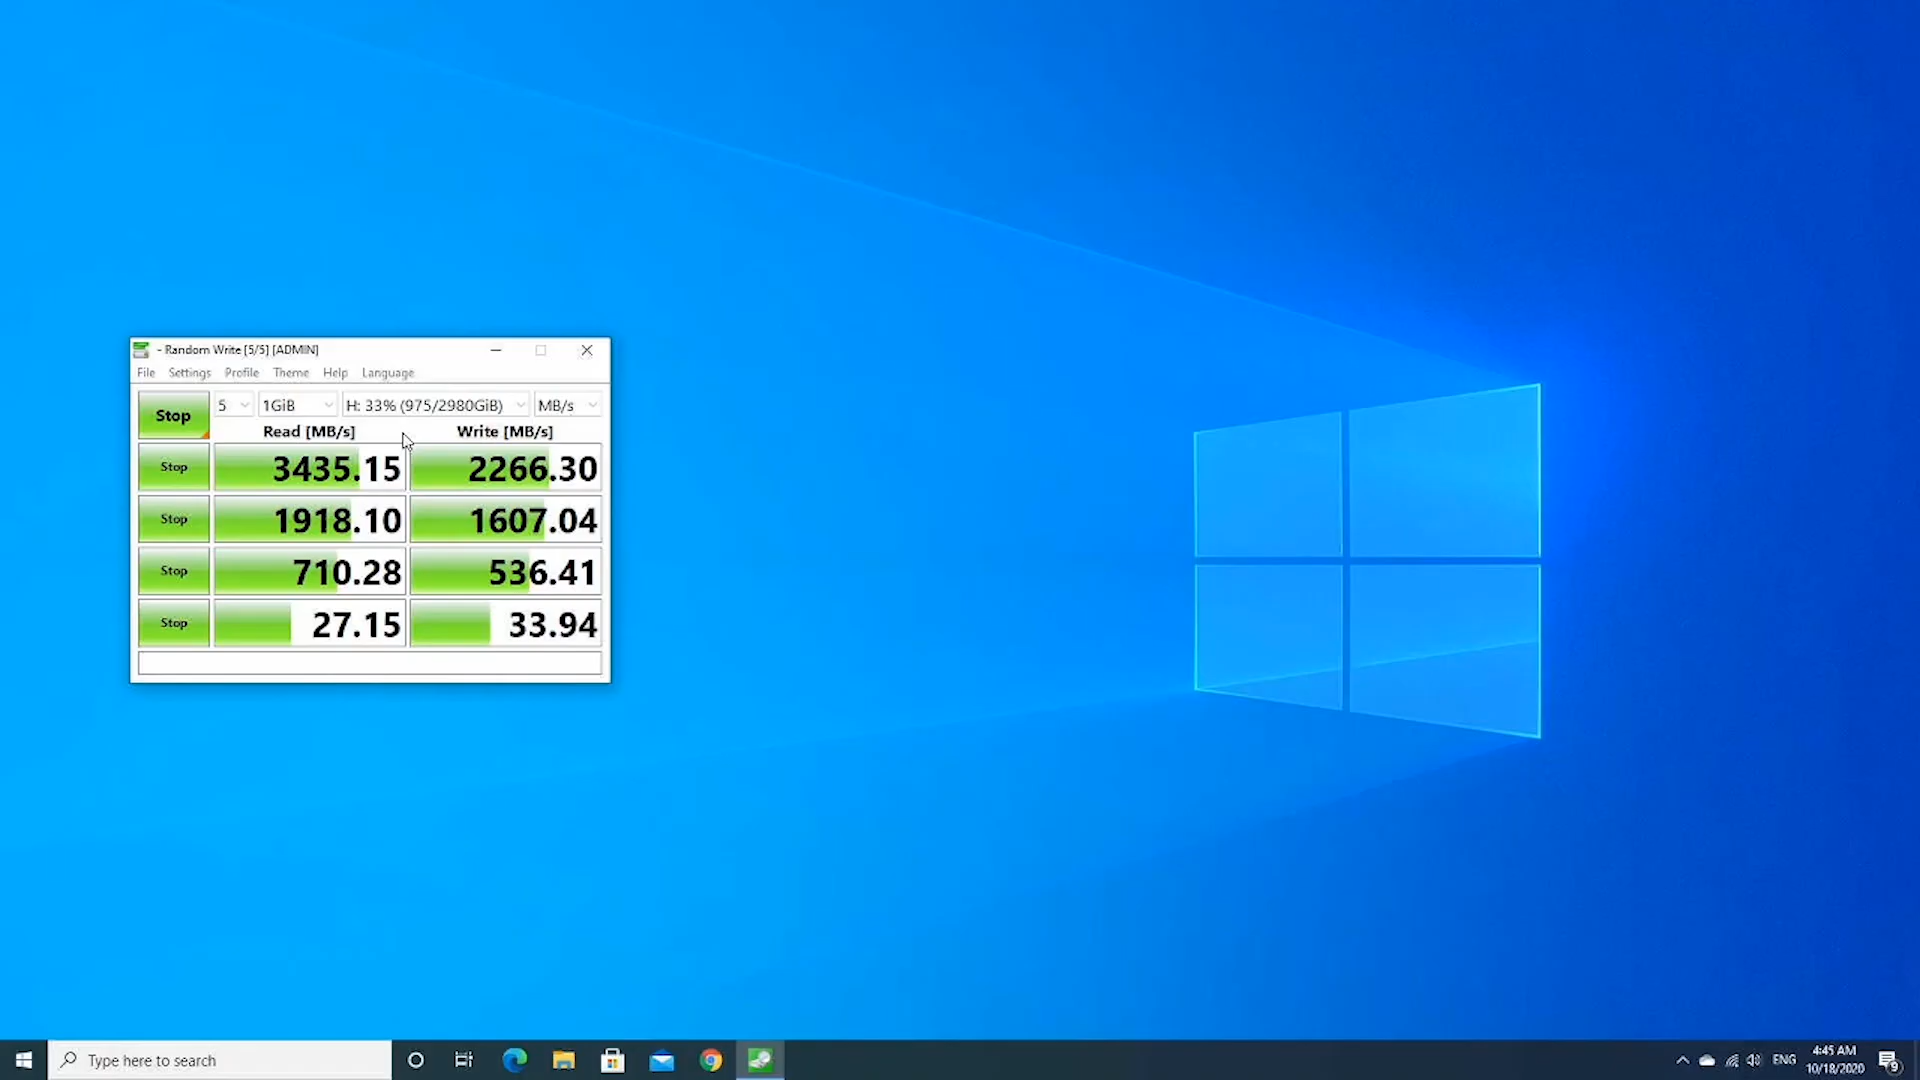 - Random Write [5/5] [ADMIN]
File Settings Profile Theme Help Language
Stop 5 1GiB H: 33% (975/2980GiB) MB/s
Read [MB/s] Write [MB/s]
Stop 3435.15 2266.30
Stop 1918.10 1607.04
Stop 710.28 536.41
Stop 27.15 33.94
Type here to search ENG 4:45 AM
10/18/2020 9